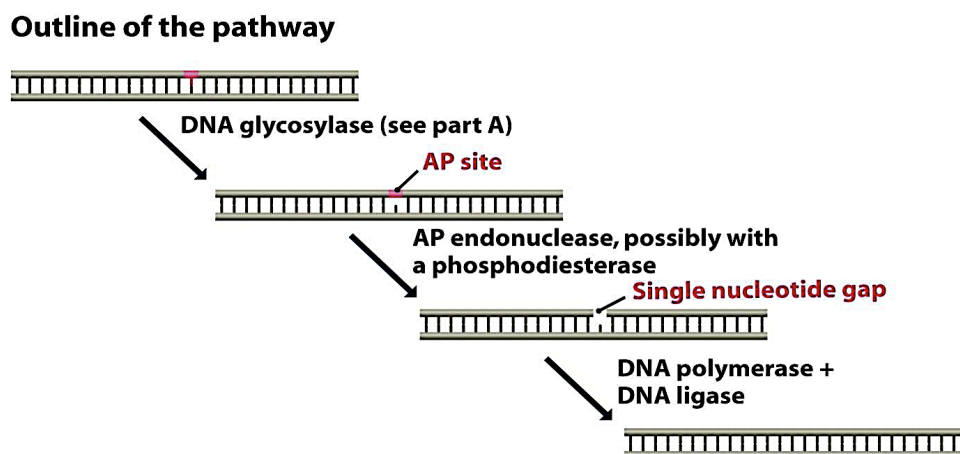 Outline of the pathway
DNA glycosylase (see part A)
AP site
AP endonuclease, possibly with
a phosphodiesterase
Single nucleotide gap
DNA polymerase +
DNA ligase